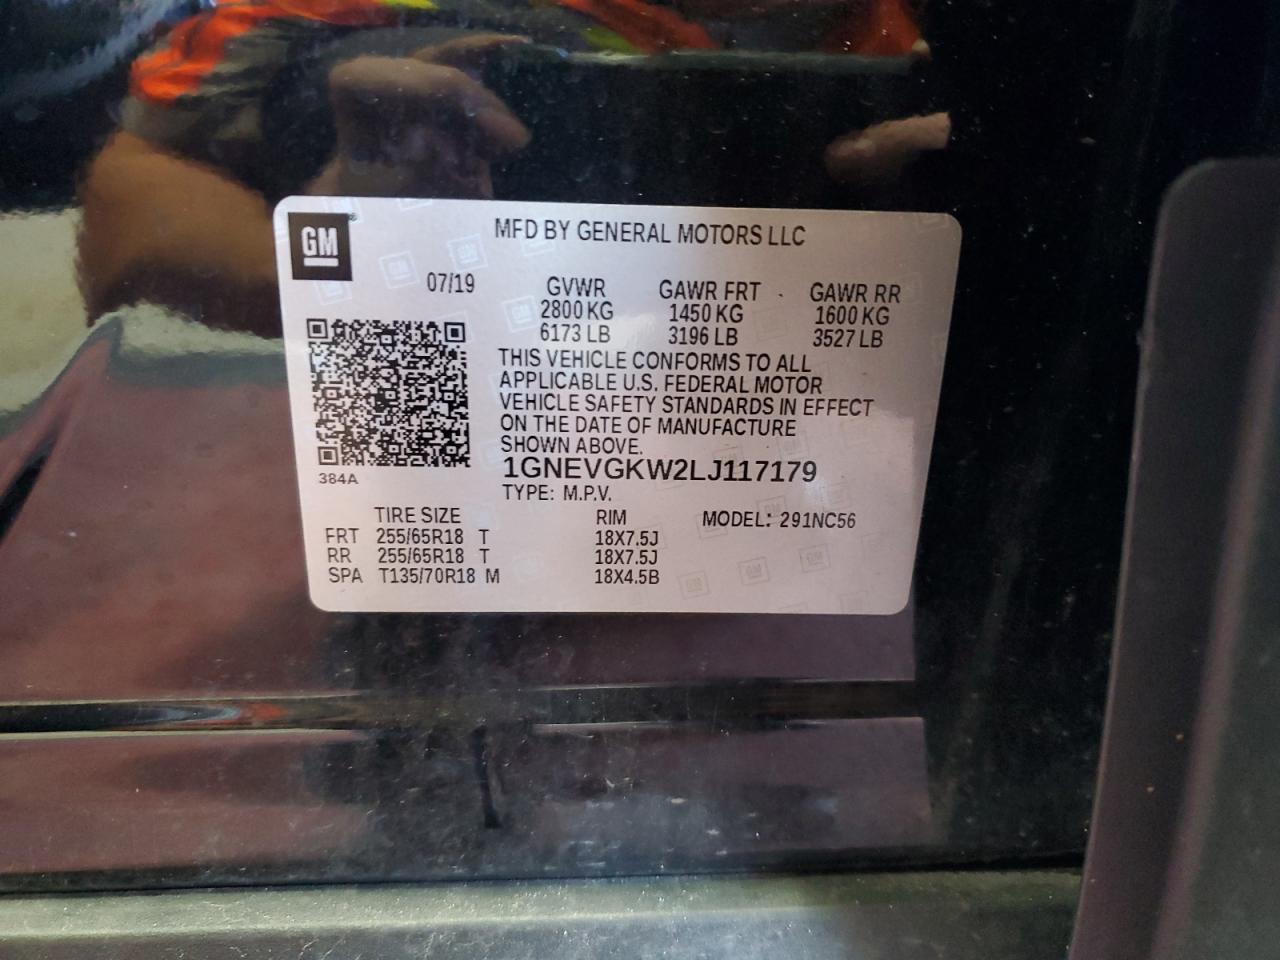 GM ®
MFD BY GENERAL MOTORS LLC
07/19 GVWR GAWR FRT GAWR RR
2800 KG 1450 KG 1600 KG
6173 LB 3196 LB 3527 LB
THIS VEHICLE CONFORMS TO ALL
APPLICABLE U.S. FEDERAL MOTOR
VEHICLE SAFETY STANDARDS IN EFFECT
ON THE DATE OF MANUFACTURE
SHOWN ABOVE.
384A
1GNEVGKW2LJ117179
TYPE: M.P.V.
TIRE SIZE RIM MODEL: 291NC56
FRT 255/65R18 T 18X7.5J
RR 255/65R18 T 18X7.5J
SPA T135/70R18 M 18X4.5B